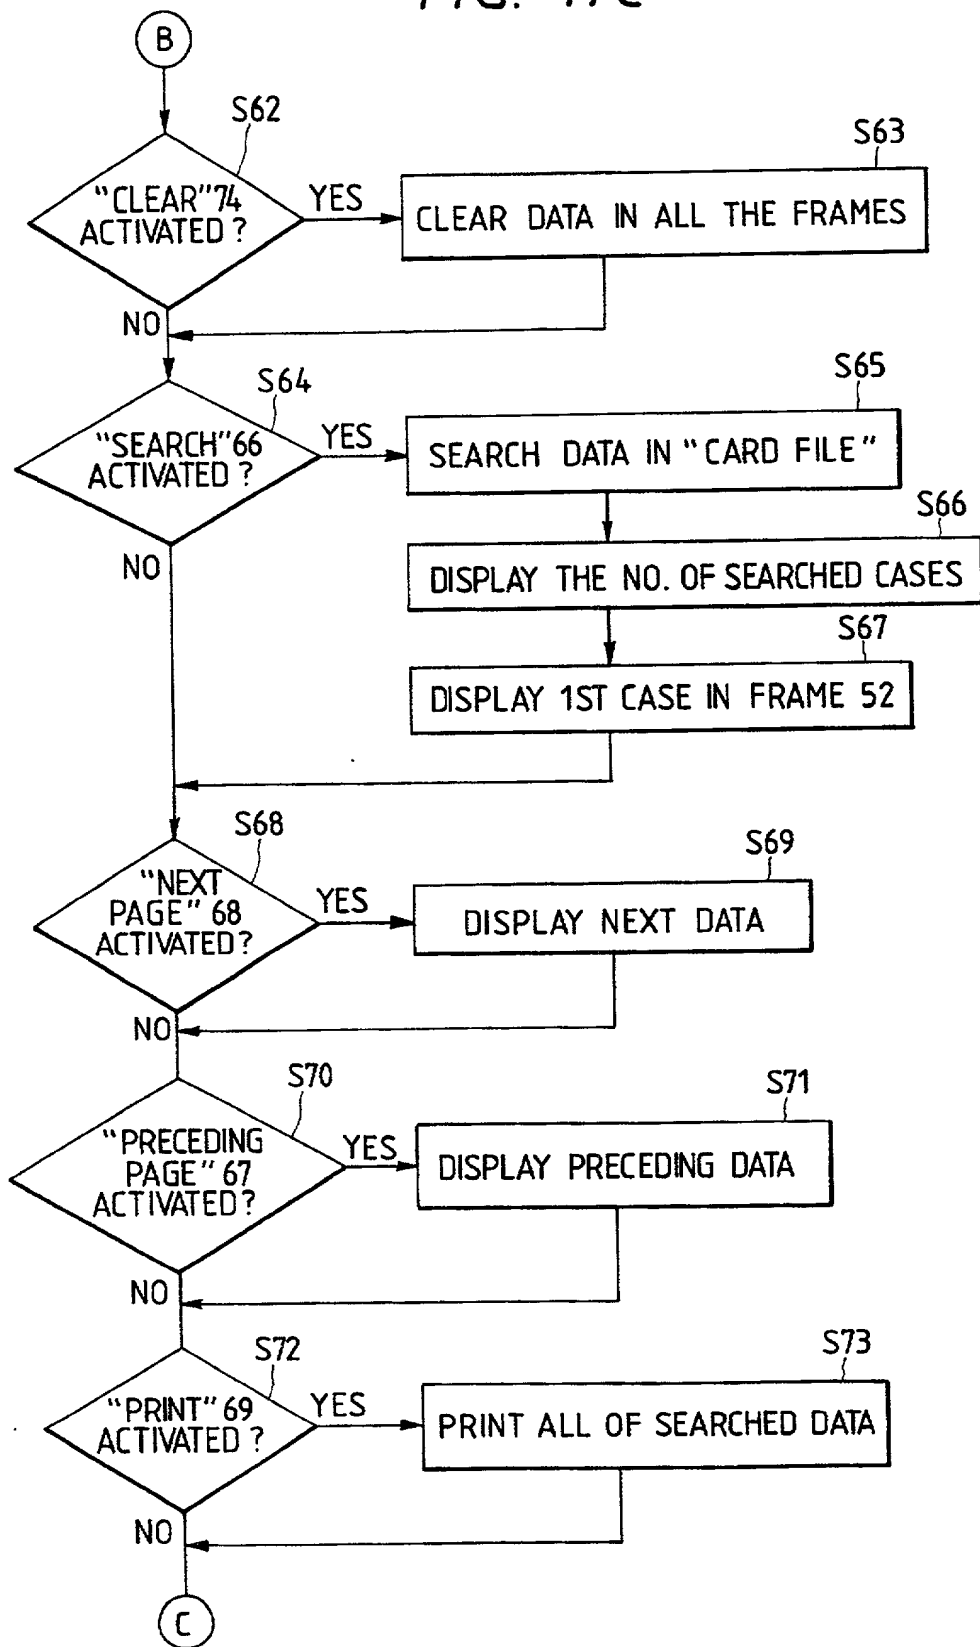 B
S62
"CLEAR" 74
ACTIVATED ?
YES
NO
S63
CLEAR DATA IN ALL THE FRAMES
S64
"SEARCH" 66
ACTIVATED ?
YES
NO
S65
SEARCH DATA IN "CARD FILE"
S66
DISPLAY THE NO. OF SEARCHED CASES
S67
DISPLAY 1ST CASE IN FRAME 52
S68
"NEXT
PAGE" 68
ACTIVATED?
YES
NO
S69
DISPLAY NEXT DATA
S70
"PRECEDING
PAGE" 67
ACTIVATED?
YES
NO
S71
DISPLAY PRECEDING DATA
S72
"PRINT" 69
ACTIVATED ?
YES
NO
S73
PRINT ALL OF SEARCHED DATA
C